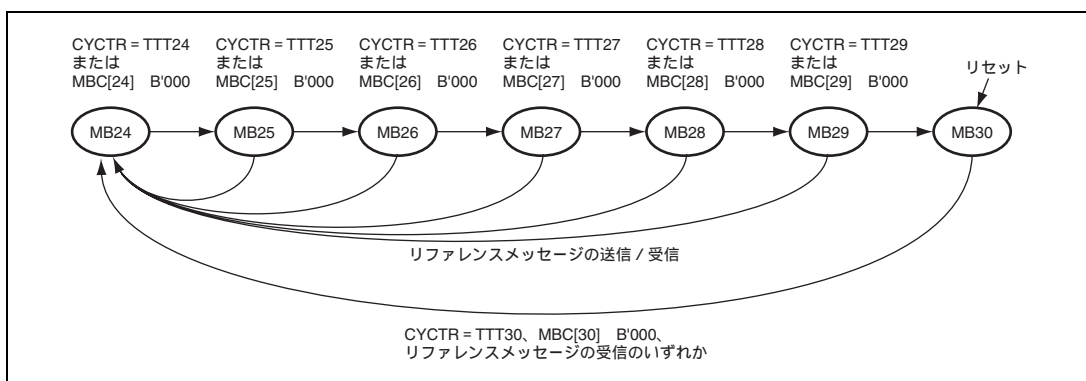 CYCTR = TTT24
または
MBC[24] B'000
CYCTR = TTT25
または
MBC[25] B'000
CYCTR = TTT26
または
MBC[26] B'000
CYCTR = TTT27
または
MBC[27] B'000
CYCTR = TTT28
または
MBC[28] B'000
CYCTR = TTT29
または
MBC[29] B'000
リセット
MB24
MB25
MB26
MB27
MB28
MB29
MB30
リファレンスメッセージの送信 / 受信
CYCTR = TTT30、MBC[30] B'000、
リファレンスメッセージの受信のいずれか